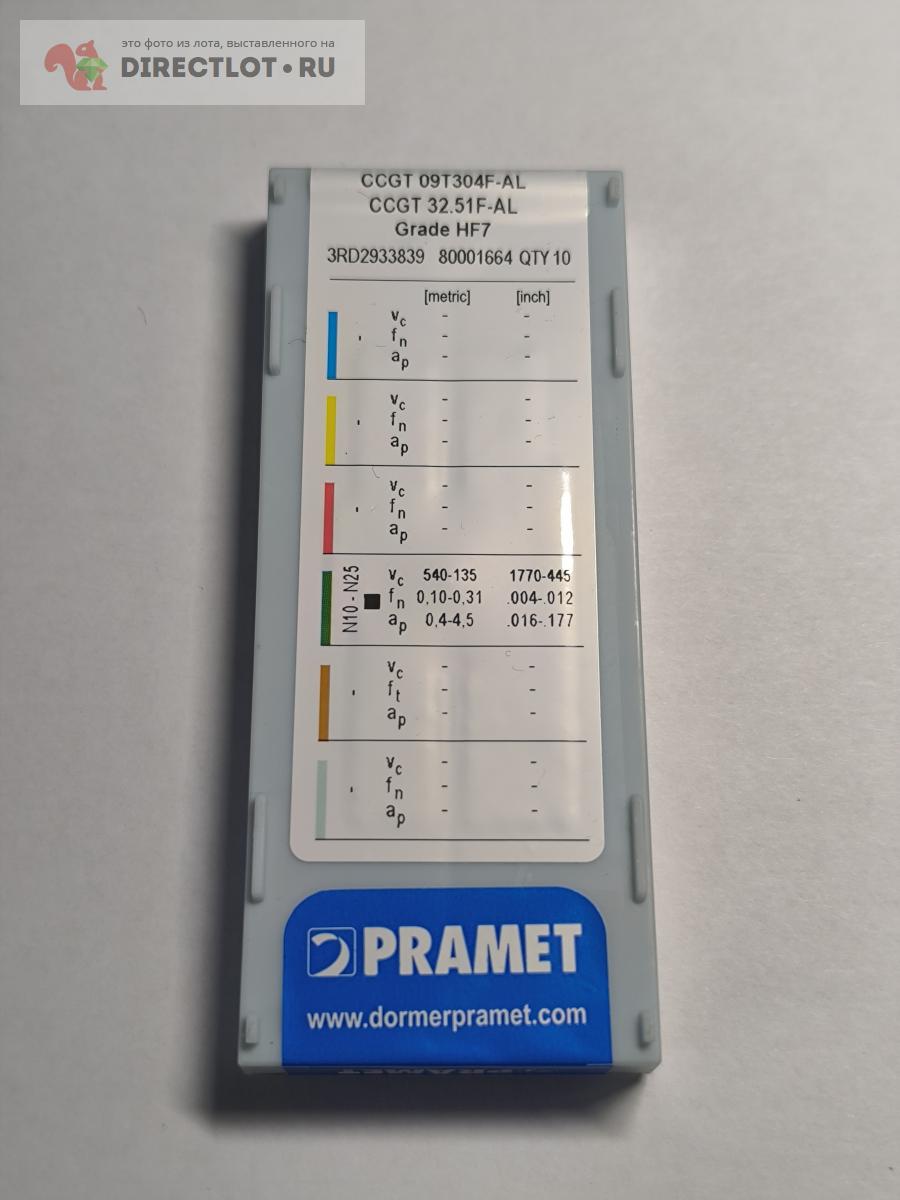 это фото из лота, выставленного на
DIRECTLOT•RU
CCGT 09T304F-AL
CCGT 32.51F-AL
Grade HF7
3RD2933839 80001664 QTY 10
[metric] [inch]
vc - -
fn - -
ap - -
vc - -
fn - -
ap - -
vc - -
fn - -
ap - -
N10 - N25
vc 540-135 1770-445
fn 0,10-0,31 .004-.012
ap 0,4-4,5 .016-.177
vc - -
ft - -
ap - -
vc - -
fn - -
ap - -
PRAMET
www.dormerpramet.com
PRAMET